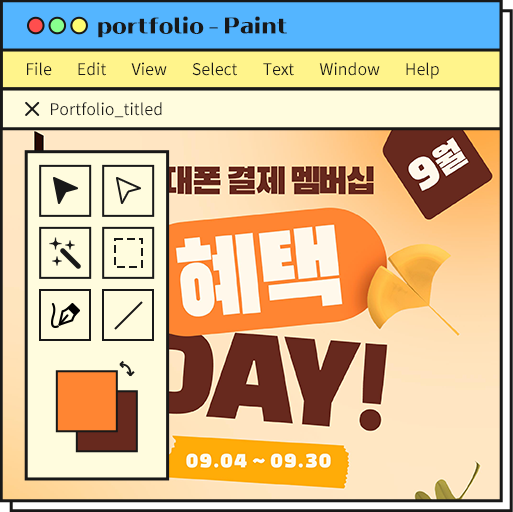 portfolio - Paint
File Edit View Select Text Window Help
Portfolio_titled
9월
대폰 결제 멤버십
혜택
DAY!
09.04 ~ 09.30